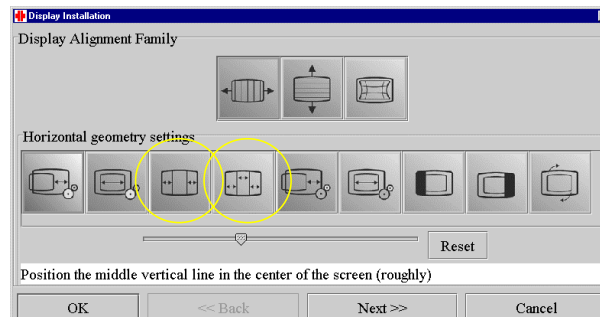 Display Installation
Display Alignment Family
Horizontal geometry settings
Reset
Position the middle vertical line in the center of the screen (roughly)
OK << Back Next >> Cancel